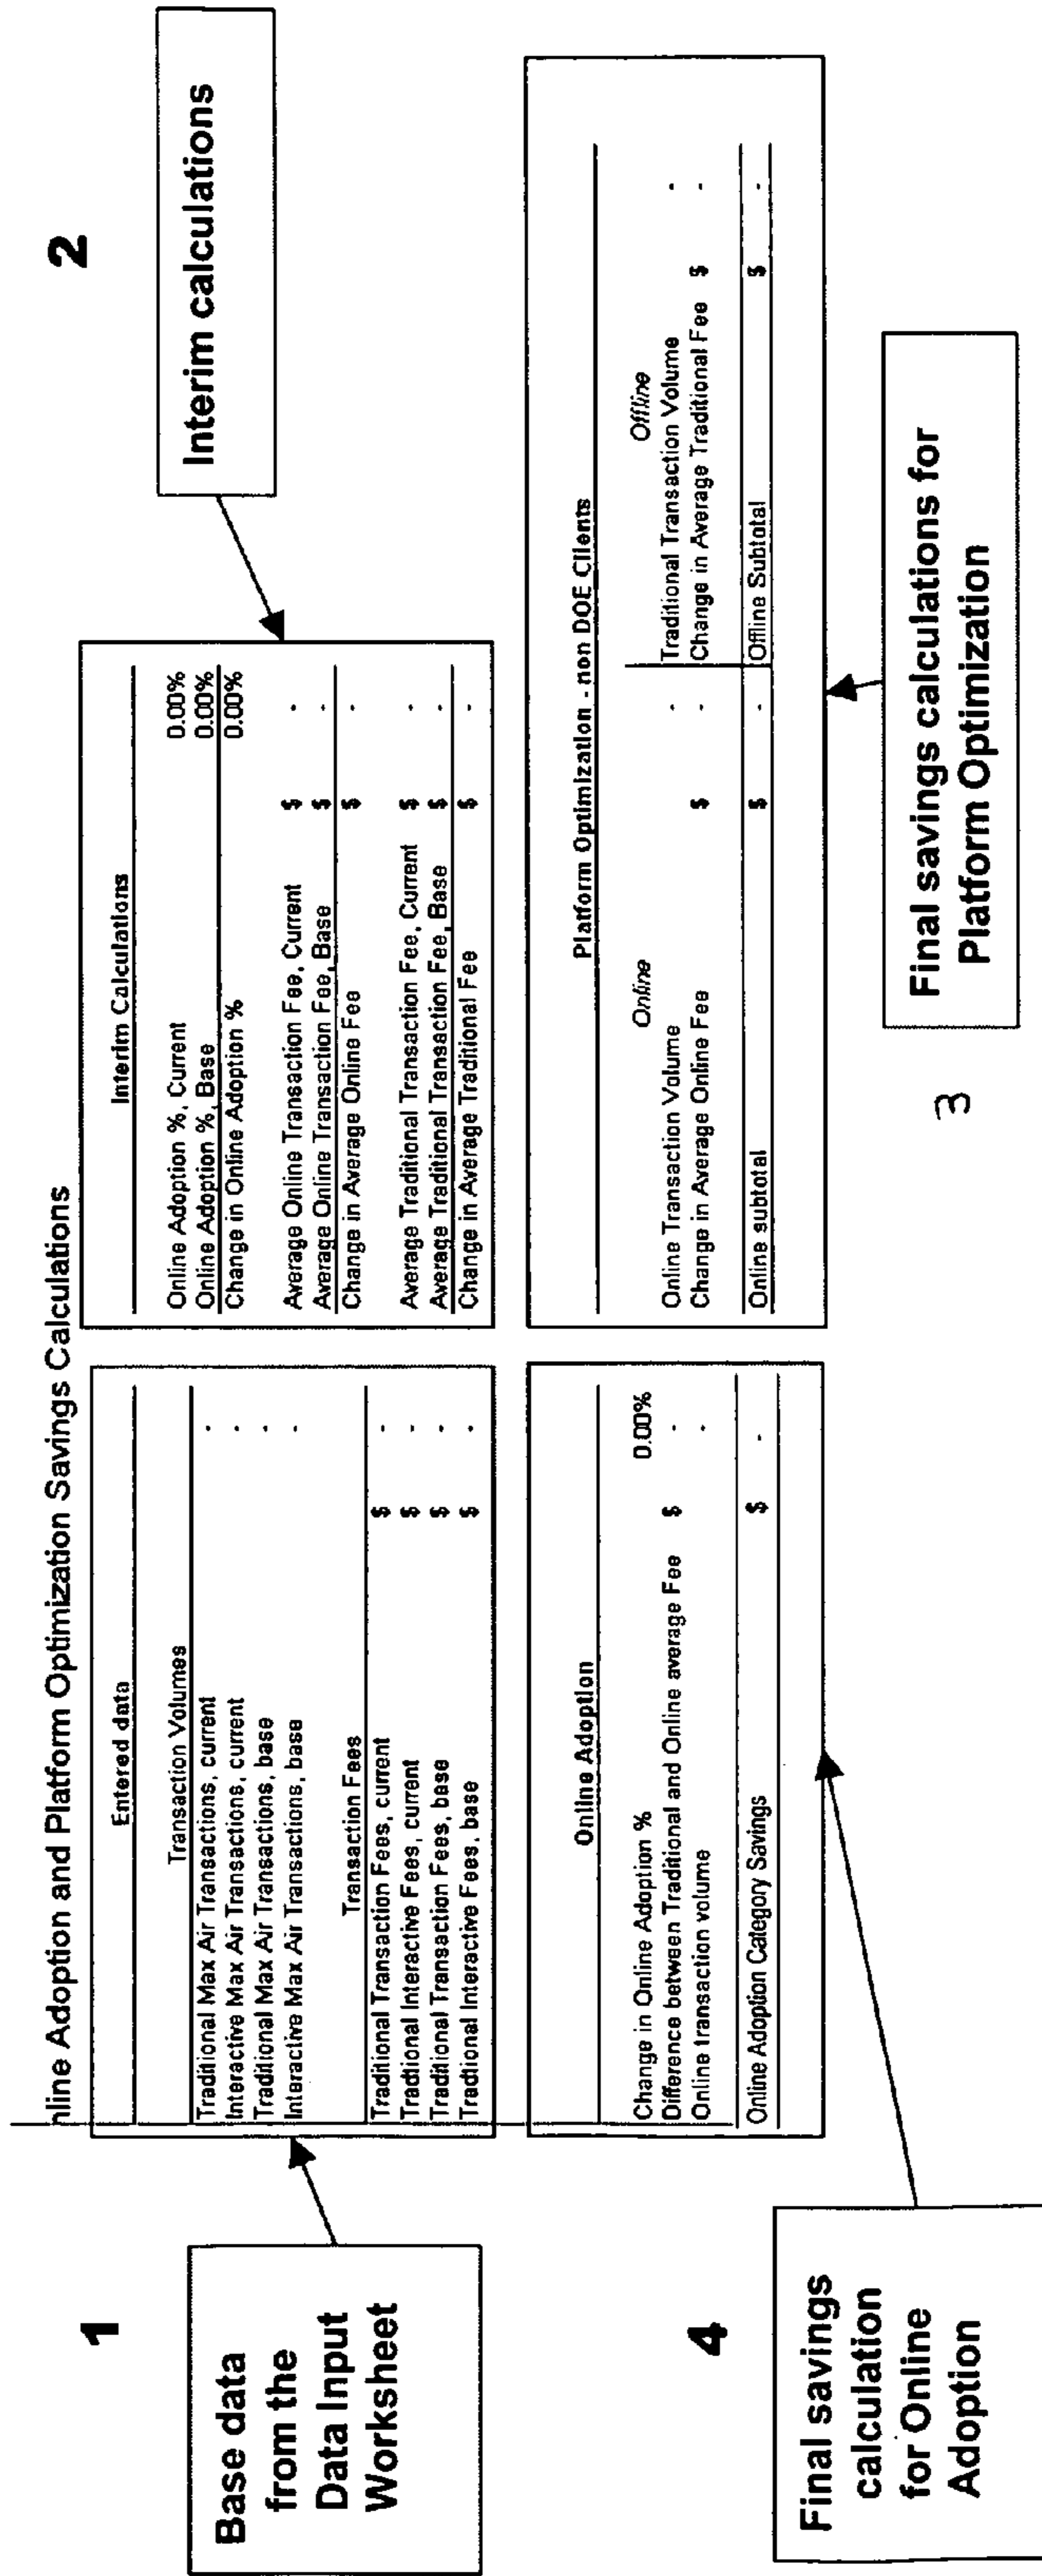 nline Adoption and Platform Optimization Savings Calculations
1
Base data
from the
Data Input
Worksheet
Entered data
Transaction Volumes
Traditional Max Air Transactions, current -
Interactive Max Air Transactions, current -
Traditional Max Air Transactions, base -
Interactive Max Air Transactions, base -
Transaction Fees
Traditional Transaction Fees, current $ -
Tradtional Interactive Fees, current $ -
Traditional Transaction Fees, base $ -
Tradtional Interactive Fees, base $ -
2
Interim calculations
Interim Calculations
Online Adoption %, Current 0.00%
Online Adoption %, Base 0.00%
Change in Online Adoption % 0.00%
Average Online Transaction Fee, Current $ -
Average Online Transaction Fee, Base $ -
Change in Average Online Fee $ -
Average Traditional Transaction Fee, Current $ -
Average Traditional Transaction Fee, Base $ -
Change in Average Traditional Fee $ -
4
Final savings
calculation
for Online
Adoption
Online Adoption
Change in Online Adoption % 0.00%
Difference between Traditional and Online average Fee $ -
Online transaction volume -
Online Adoption Category Savings $ -
Platform Optimization - non DOE Clients
Online
Online Transaction Volume -
Change in Average Online Fee $ -
Online subtotal $ -
Offline
Traditional Transaction Volume -
Change in Average Traditional Fee $ -
Offline Subtotal $ -
3
Final savings calculations for
Platform Optimization